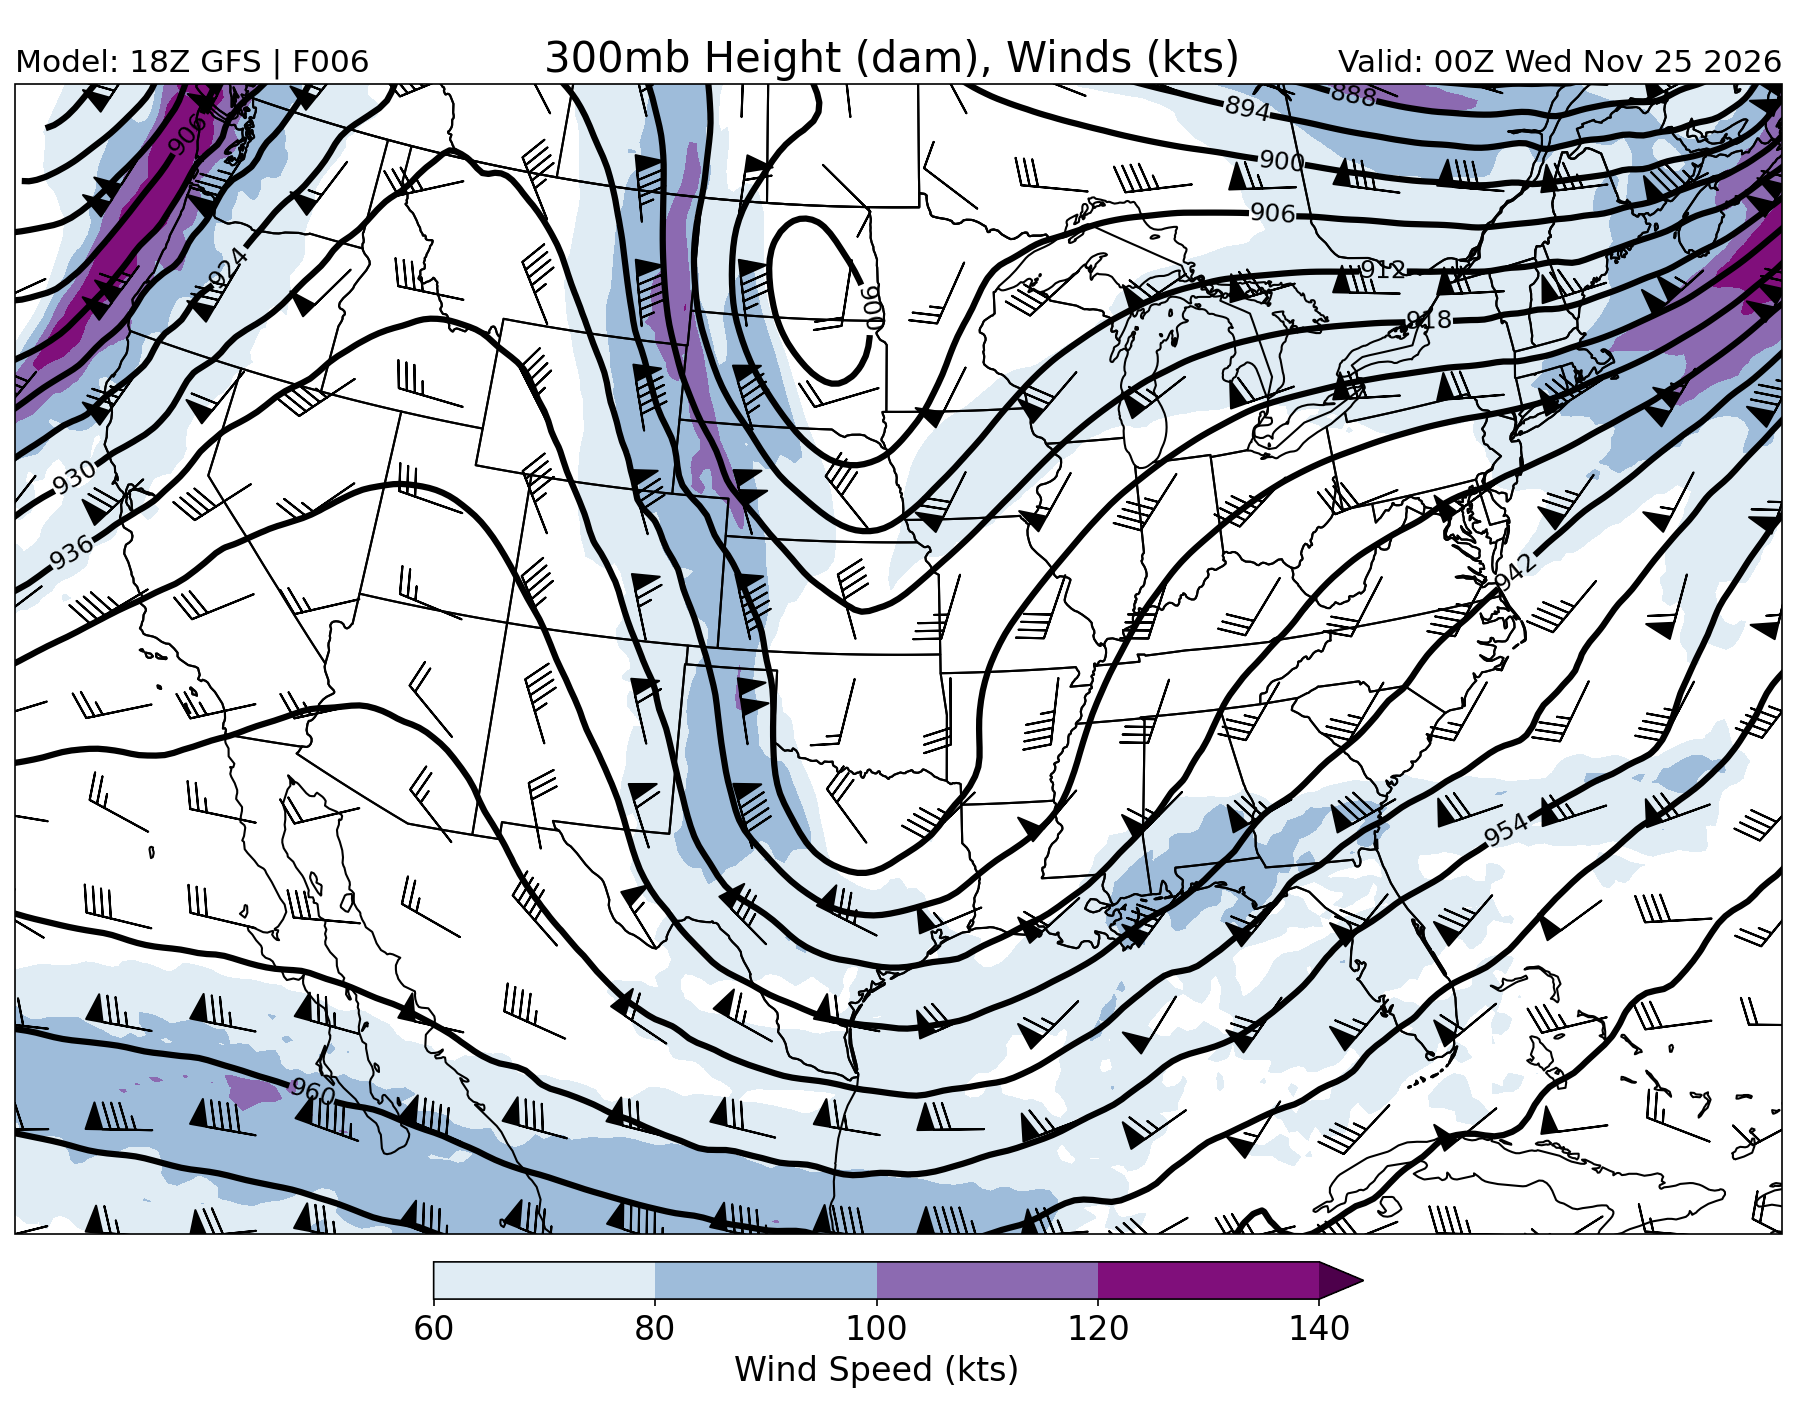 Model: 18Z GFS | F006
300mb Height (dam), Winds (kts)
Valid: 00Z Wed Nov 25 2026
888
894
906
900
906
924
912
900
918
930
936
942
954
960
60 80 100 120 140
Wind Speed (kts)